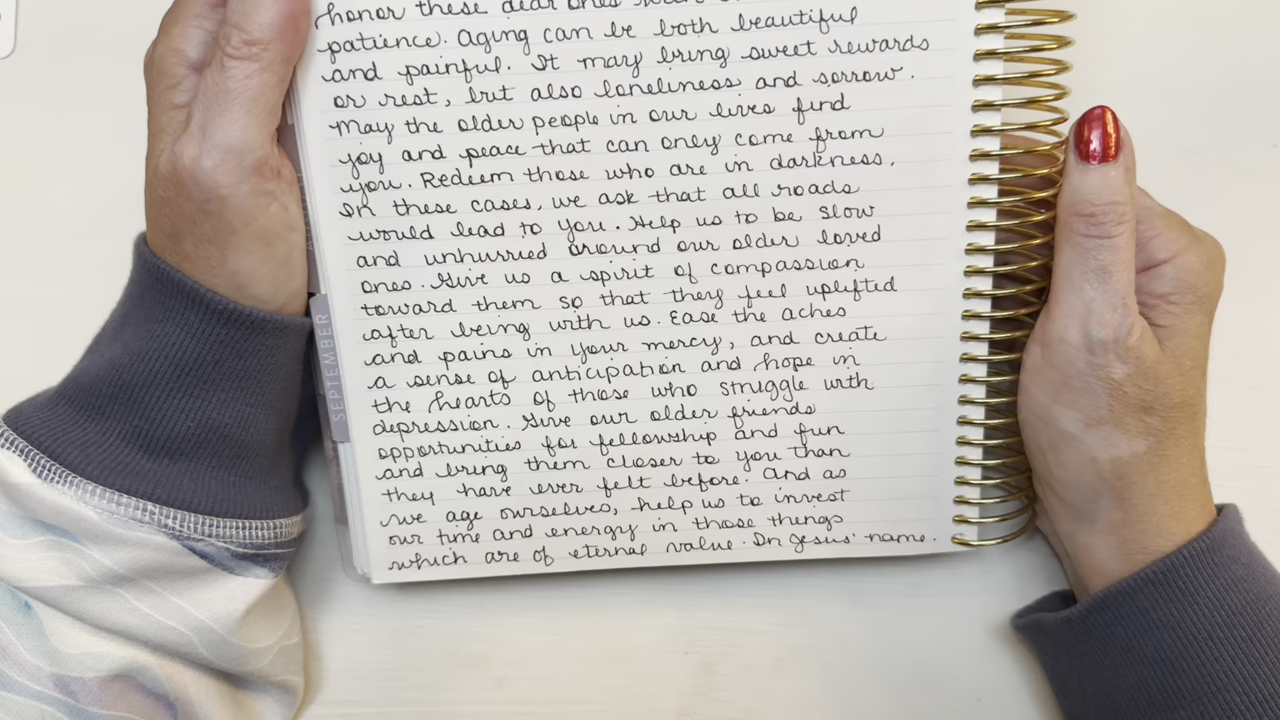 honor these dear ones
patience. Aging can be both beautiful
and painful. It may bring sweet rewards
or rest, but also loneliness and sorrow.
May the older people in our lives find
joy and peace that can only come from
you. Redeem those who are in darkness.
In these cases, we ask that all roads
would lead to you. Help us to be slow
and unhurried around our older loved
ones. Give us a spirit of compassion
toward them so that they feel uplifted
after being with us. Ease the aches
and pains in your mercy, and create
a sense of anticipation and hope in
the hearts of those who struggle with
depression. Give our older friends
opportunities for fellowship and fun
and bring them closer to you than
they have ever felt before. And as
we age ourselves, help us to invest
our time and energy in those things
which are of eternal value. In Jesus' name.
SEPTEMBER